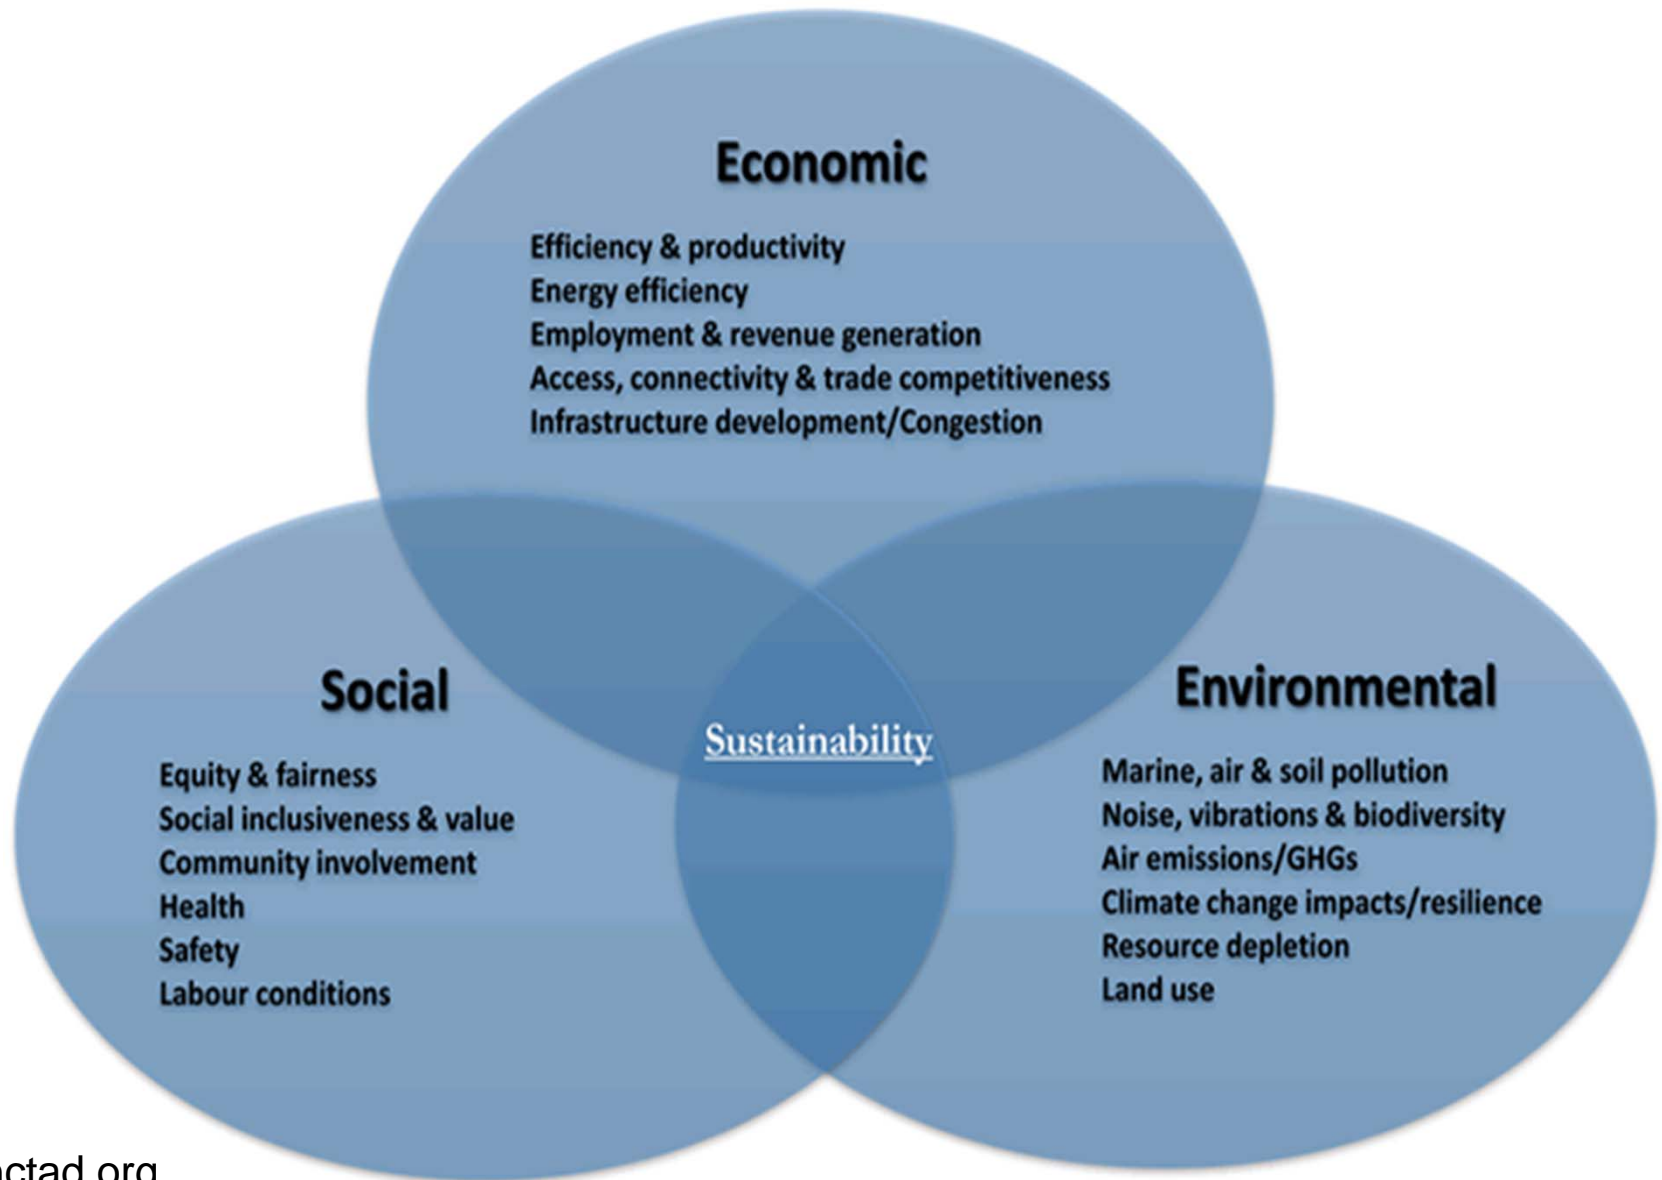 Economic
Efficiency & productivity
Energy efficiency
Employment & revenue generation
Access, connectivity & trade competitiveness
Infrastructure development/Congestion
Social
Equity & fairness
Social inclusiveness & value
Community involvement
Health
Safety
Labour conditions
Sustainability
Environmental
Marine, air & soil pollution
Noise, vibrations & biodiversity
Air emissions/GHGs
Climate change impacts/resilience
Resource depletion
Land use
ctad.org